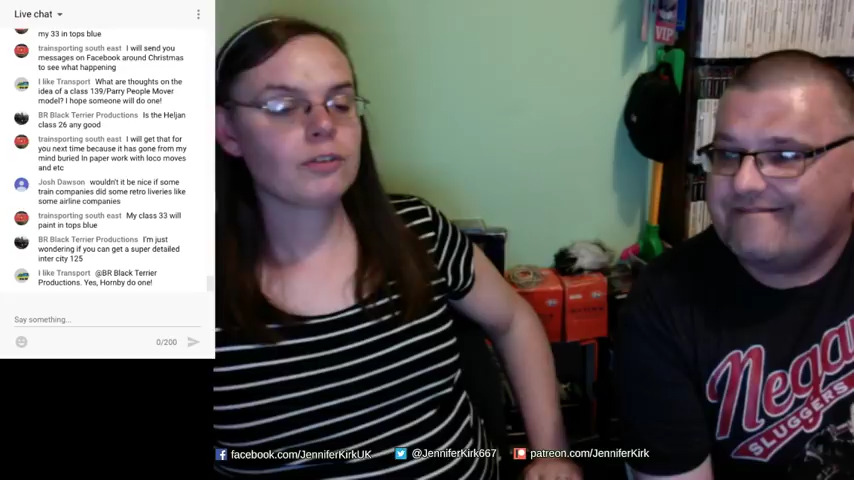 Live chat
my 33 in tops blue
trainsporting south east I will send you
messages on Facebook around Christmas
to see what happening
I like Transport What are thoughts on the
idea of a class 139/Parry People Mover
model? I hope someone will do one!
BR Black Terrier Productions Is the Heljan
class 26 any good
trainsporting south east I will get that for
you next time because it has gone from my
mind buried In paper work with loco moves
and etc
Josh Dawson wouldn't it be nice if some
train companies did some retro liveries like
some airline companies
trainsporting south east My class 33 will
paint in tops blue
BR Black Terrier Productions I'm just
wondering if you can get a super detailed
inter city 125
I like Transport @BR Black Terrier
Productions. Yes, Hornby do one!
Say something...
0/200
VIP
Nega
SLUGGERS
facebook.com/JenniferKirkUK
@JenniferKirk667
patreon.com/JenniferKirk